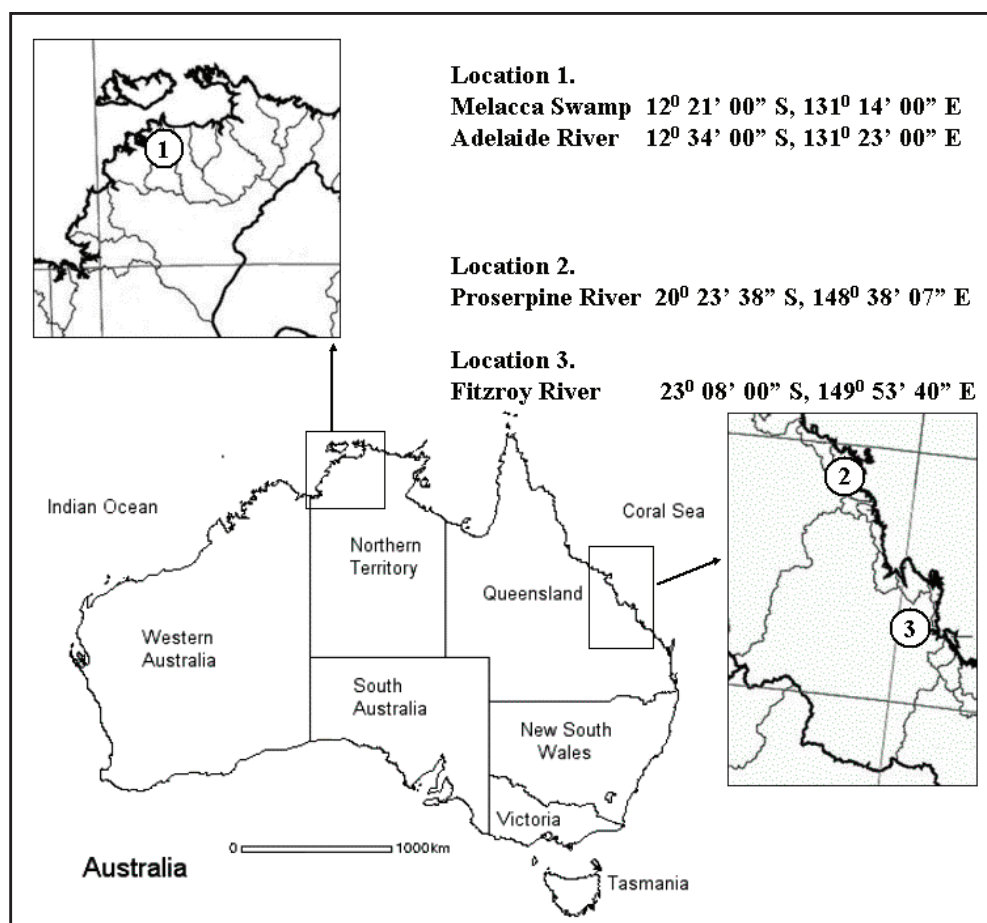 Location 1.
Melacca Swamp 12⁰ 21’ 00” S, 131⁰ 14’ 00” E
Adelaide River 12⁰ 34’ 00” S, 131⁰ 23’ 00” E
1
Location 2.
Proserpine River 20⁰ 23’ 38” S, 148⁰ 38’ 07” E
Location 3.
Fitzroy River 23⁰ 08’ 00” S, 149⁰ 53’ 40” E
2
3
Indian Ocean
Coral Sea
Northern
Territory
Queensland
Western
Australia
South
Australia
New South
Wales
Victoria
0 1000km
Australia
Tasmania